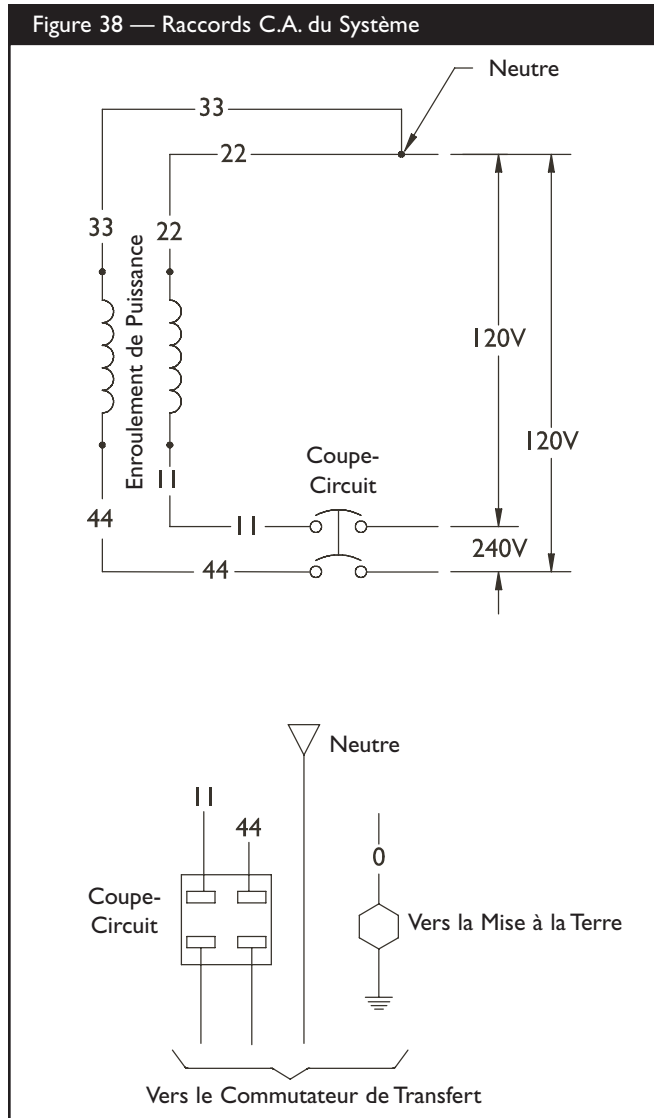 Figure 38 — Raccords C.A. du Système
Neutre
33
22
33
22
Enroulement de Puissance
120V
120V
Coupe-
Circuit
11
44
11
240V
44
Neutre
11
44
0
Coupe-
Circuit
Vers la Mise à la Terre
Vers le Commutateur de Transfert